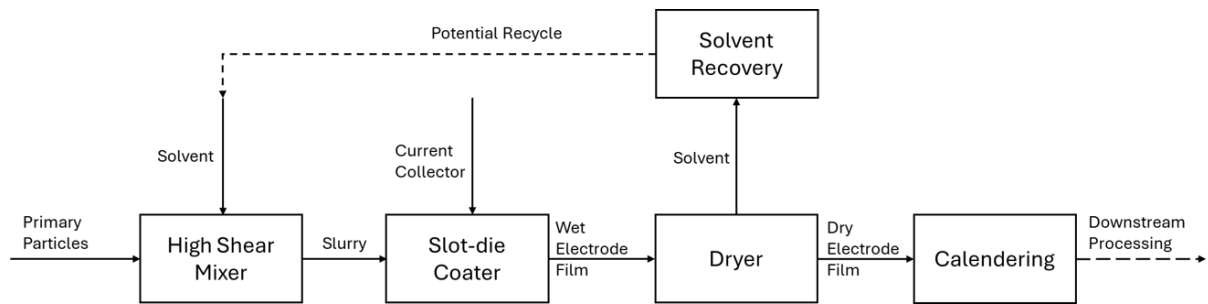 Potential Recycle
Solvent
Recovery
Solvent
Current
Collector
Solvent
Primary
Particles
High Shear
Mixer
Slurry
Slot-die
Coater
Wet
Electrode
Film
Dryer
Dry
Electrode
Film
Calendering
Downstream
Processing